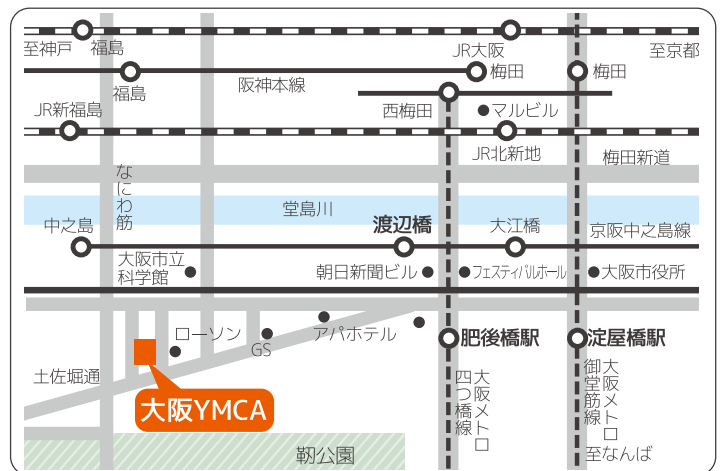 至神戸
福島
JR大阪
至京都
阪神本線
福島
梅田
梅田
JR新福島
西梅田
マルビル
JR北新地
梅田新道
なにわ筋
堂島川
中之島
渡辺橋
大江橋
京阪中之島線
大阪市立
科学館
朝日新聞ビル
フェスティバルホール
大阪市役所
ローソン
GS
アパホテル
肥後橋駅
淀屋橋駅
土佐堀通
大阪YMCA
大阪メトロ
四つ橋線
大阪メトロ
御堂筋線
至なんば
靭公園